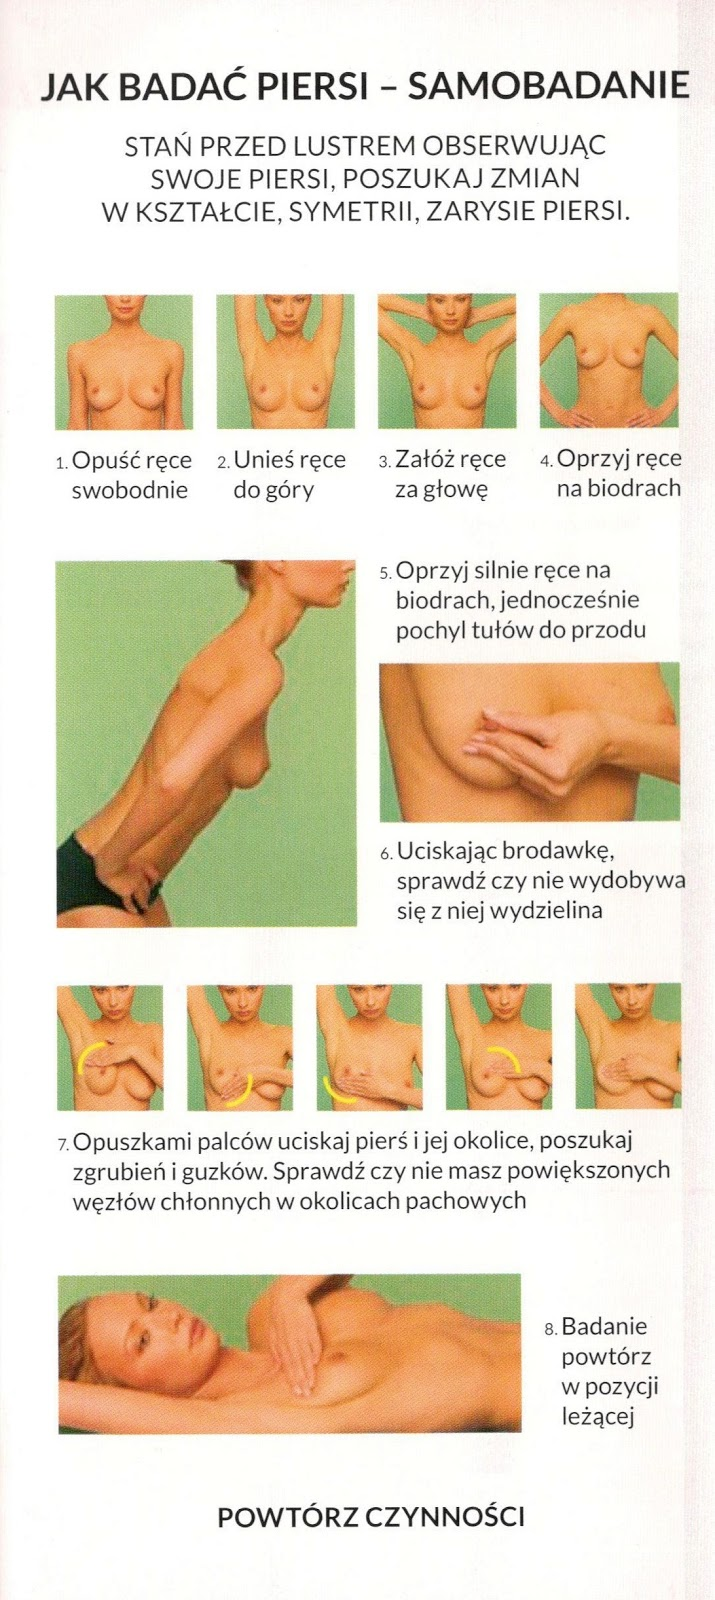 JAK BADAĆ PIERSI – SAMOBADANIE
STAŃ PRZED LUSTREM OBSERWUJĄC
SWOJE PIERSI, POSZUKAJ ZMIAN
W KSZTAŁCIE, SYMETRII, ZARYSIE PIERSI.
1. Opuść ręce
swobodnie
2. Unieś ręce
do góry
3. Załóż ręce
za głowę
4. Oprzyj ręce
na biodrach
5. Oprzyj silnie ręce na
biodrach, jednocześnie
pochyl tułów do przodu
6. Uciskając brodawkę,
sprawdź czy nie wydobywa
się z niej wydzielina
7. Opuszkami palców uciskaj pierś i jej okolice, poszukaj
zgrubień i guzków. Sprawdź czy nie masz powiększonych
węzłów chłonnych w okolicach pachowych
8. Badanie
powtórz
w pozycji
leżącej
POWTÓRZ CZYNNOŚCI